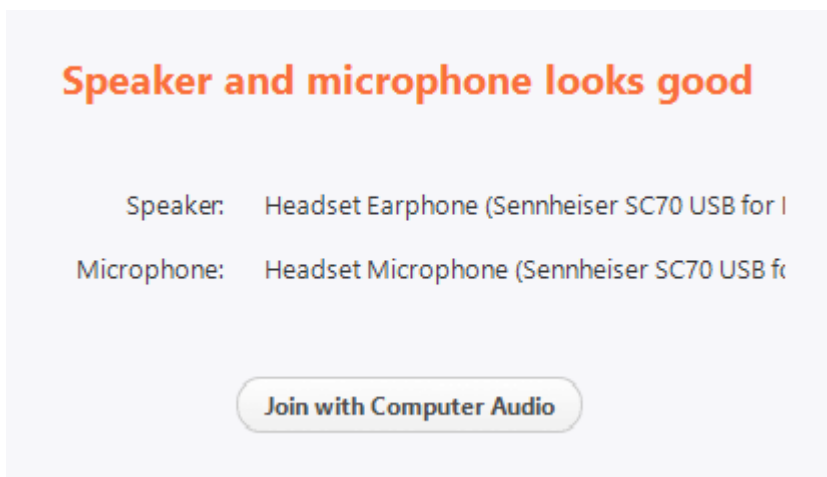 Speaker and microphone looks good
Speaker: Headset Earphone (Sennheiser SC70 USB for
Microphone: Headset Microphone (Sennheiser SC70 USB
Join with Computer Audio